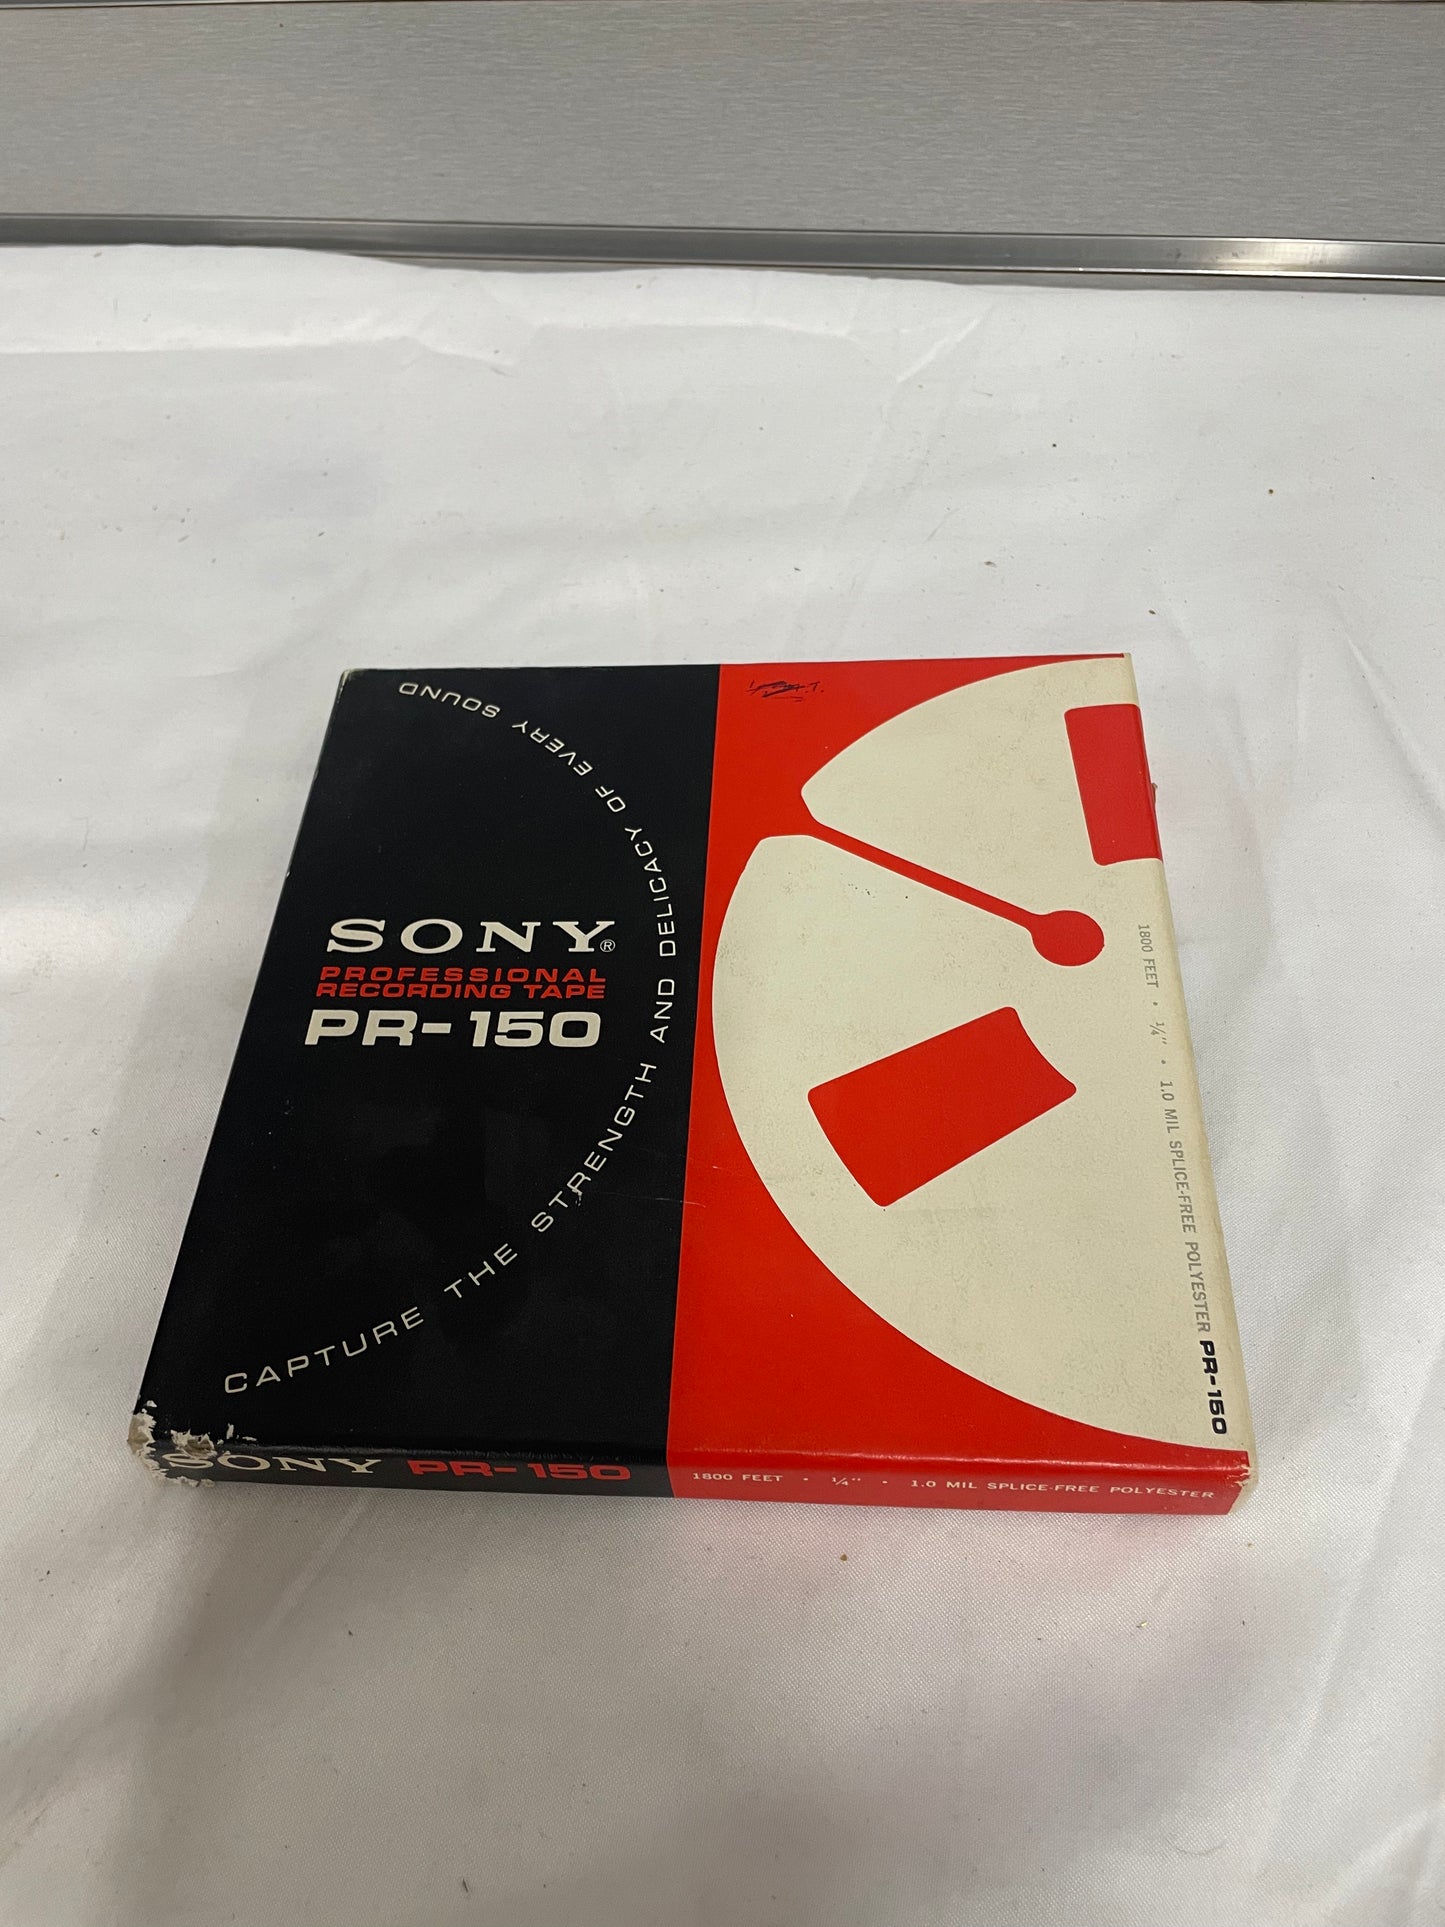 SONY®
PROFESSIONAL
RECORDING TAPE
PR-150
CAPTURE THE STRENGTH AND DELICACY OF EVERY SOUND
1800 FEET • 1/4" • 1.0 MIL SPLICE-FREE POLYESTER PR-150
SONY PR-150 1800 FEET • 1/4" • 1.0 MIL SPLICE-FREE POLYESTER